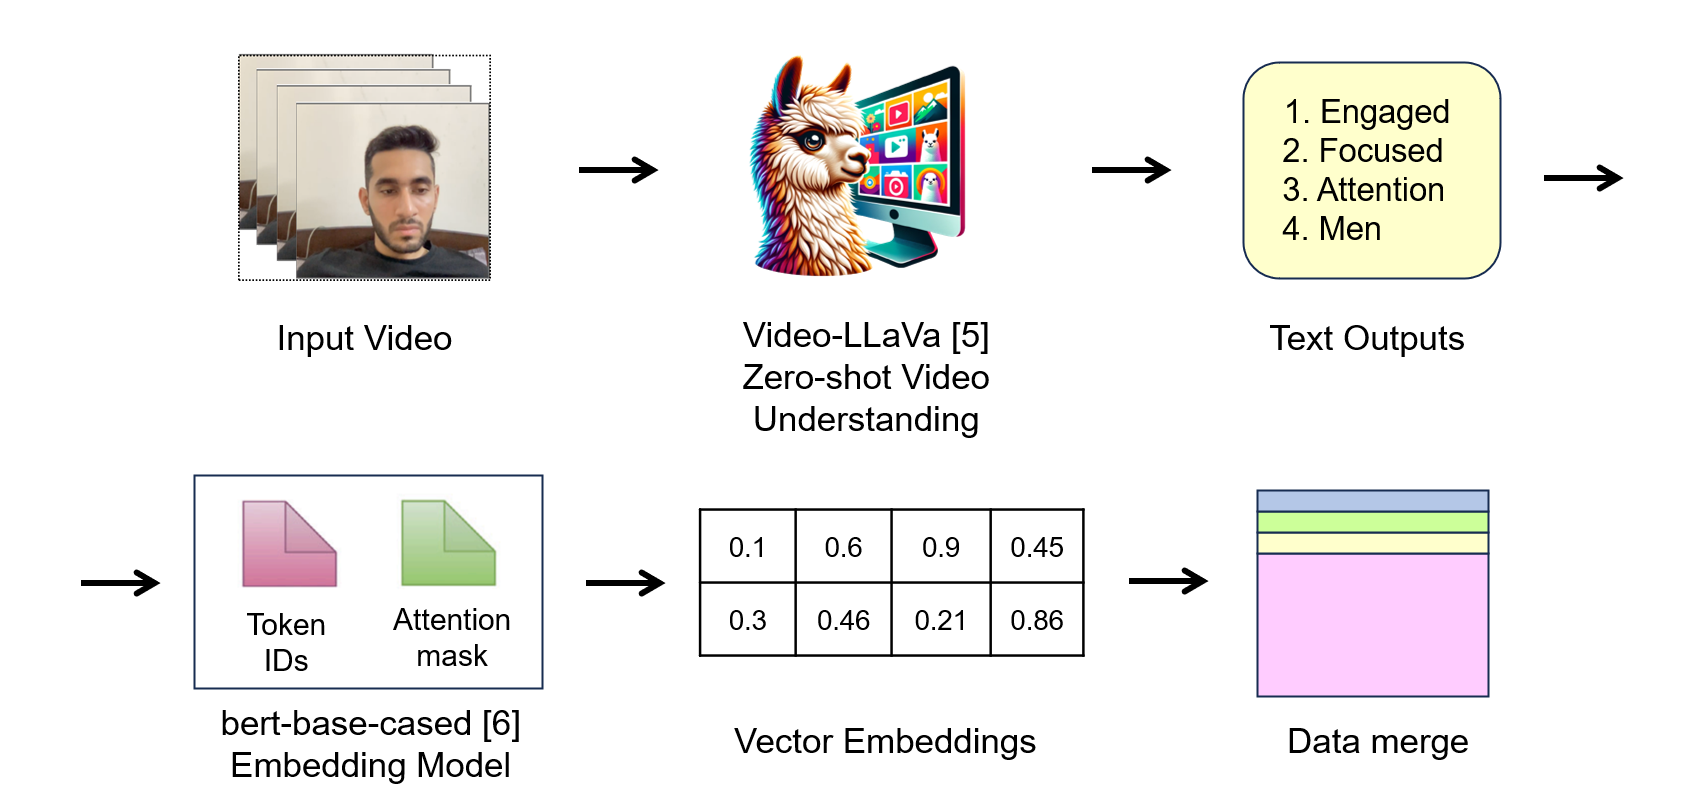 1. Engaged
2. Focused
3. Attention
4. Men
Input Video
Video-LLaVa [5]
Zero-shot Video
Understanding
Text Outputs
Token
IDs
Attention
mask
bert-base-cased [6]
Embedding Model
0.1 0.6 0.9 0.45
0.3 0.46 0.21 0.86
Vector Embeddings
Data merge